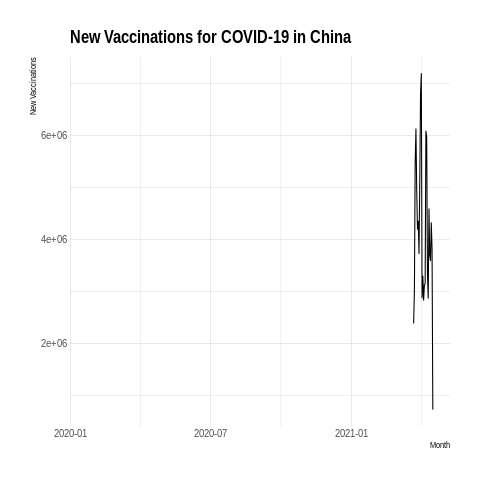 New Vaccinations for COVID-19 in China
New Vaccinations
6e+06
4e+06
2e+06
2020-01
2020-07
2021-01
Month